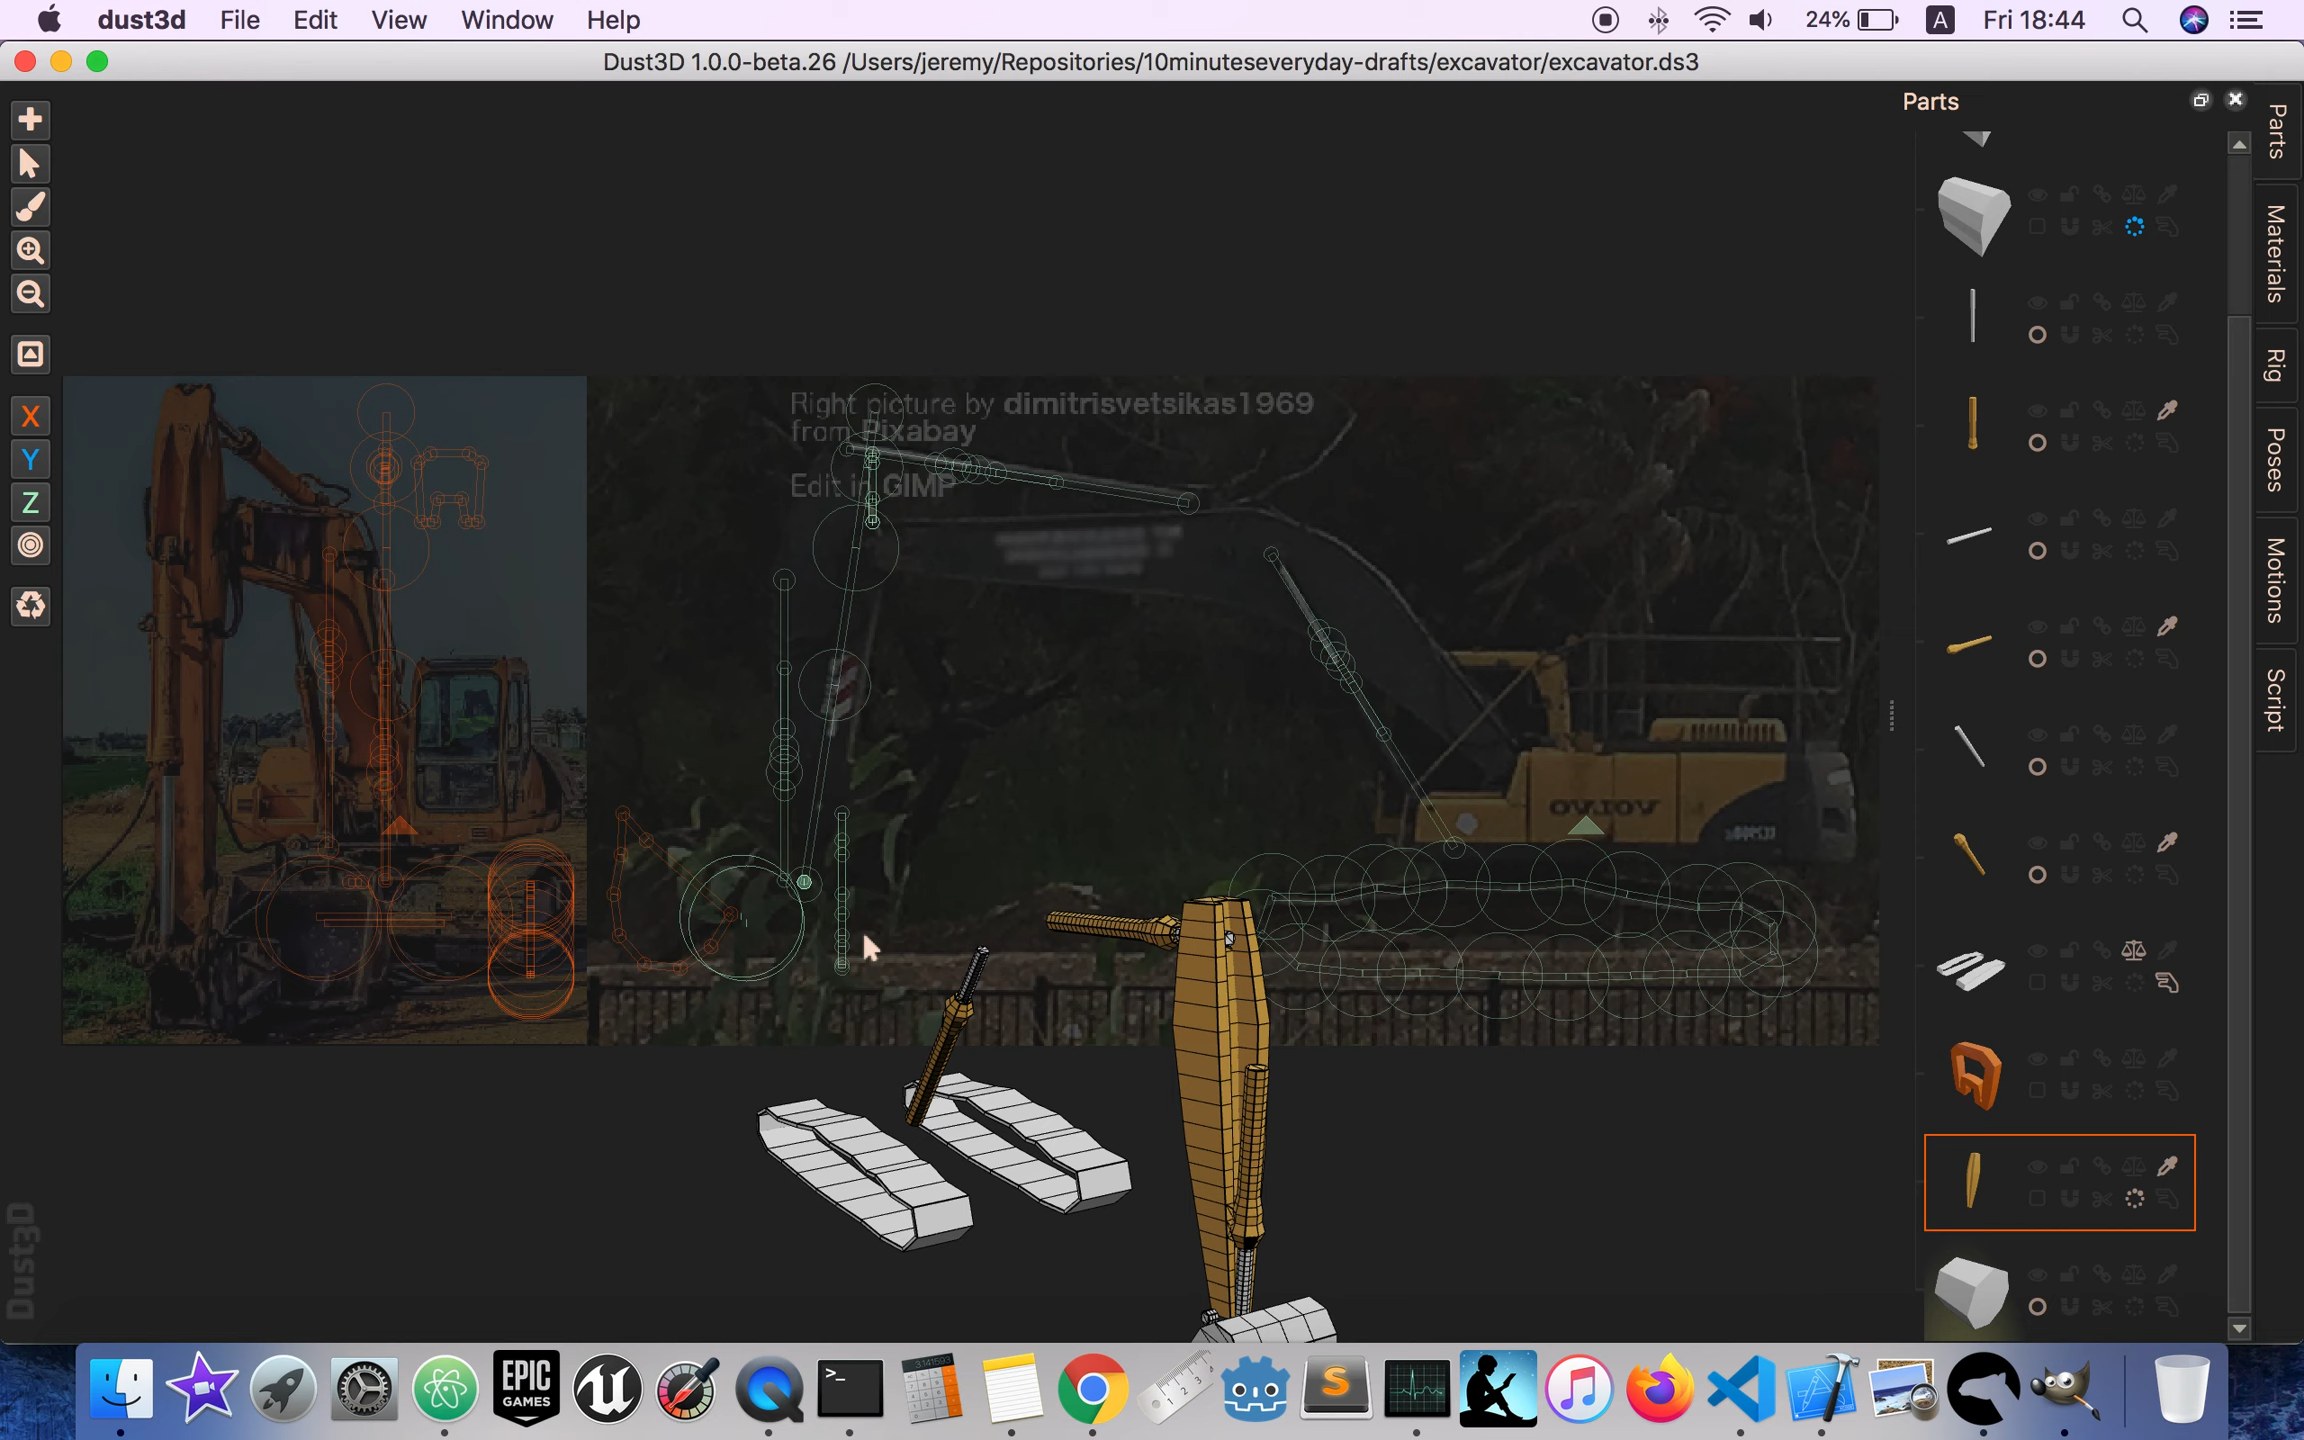 dust3d File Edit View Window Help 24% A Fri 18:44
Dust3D 1.0.0-beta.26 /Users/jeremy/Repositories/10minuteseveryday-drafts/excavator/excavator.ds3
Parts
Parts
Materials
Rig
Poses
Motions
Script
X
Y
Z
Right picture by dimitrisvetsikas1969
from Pixabay
Edit in GIMP
Dust3D
EPIC
GAMES
3.141593